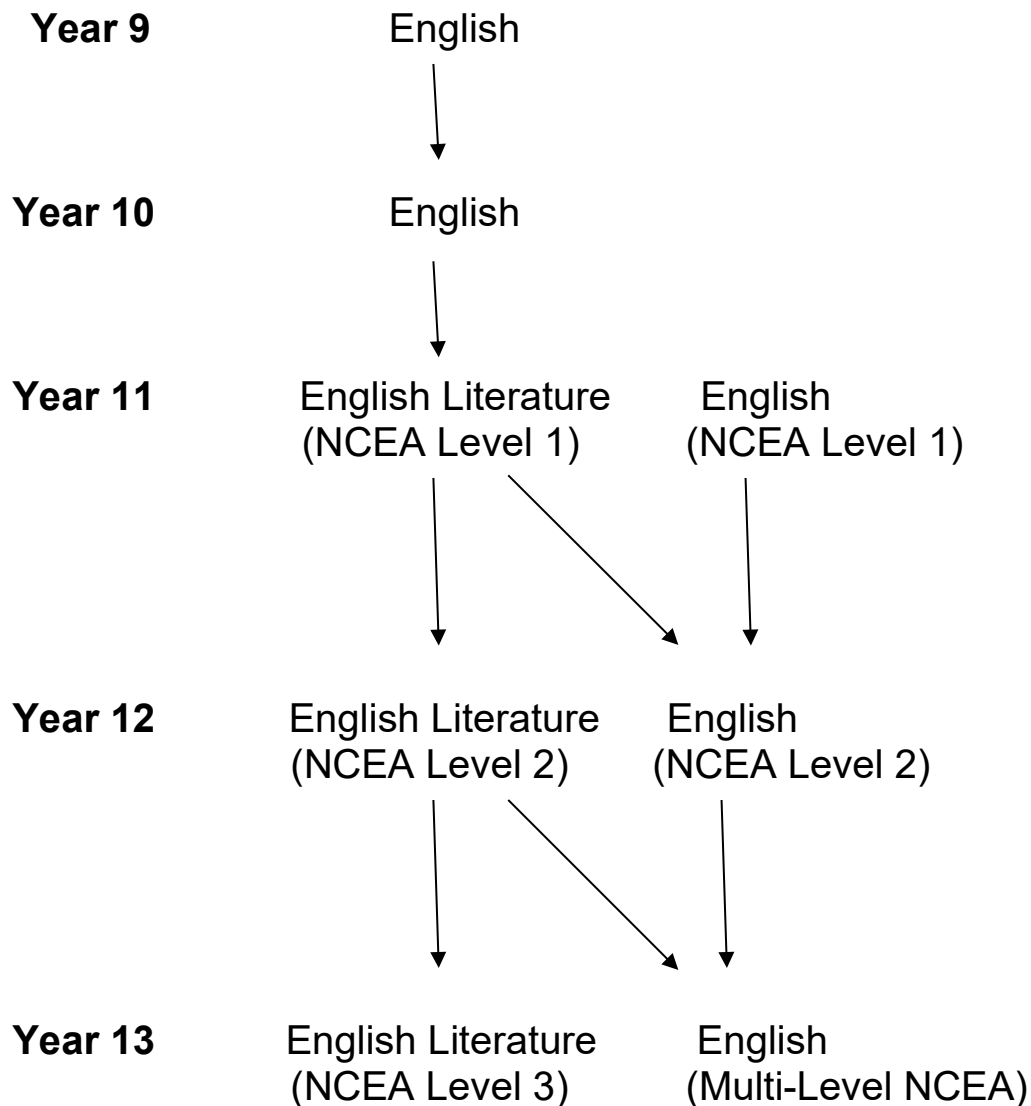 Year 9 English
Year 10 English
Year 11 English Literature English
(NCEA Level 1) (NCEA Level 1)
Year 12 English Literature English
(NCEA Level 2) (NCEA Level 2)
Year 13 English Literature English
(NCEA Level 3) (Multi-Level NCEA)